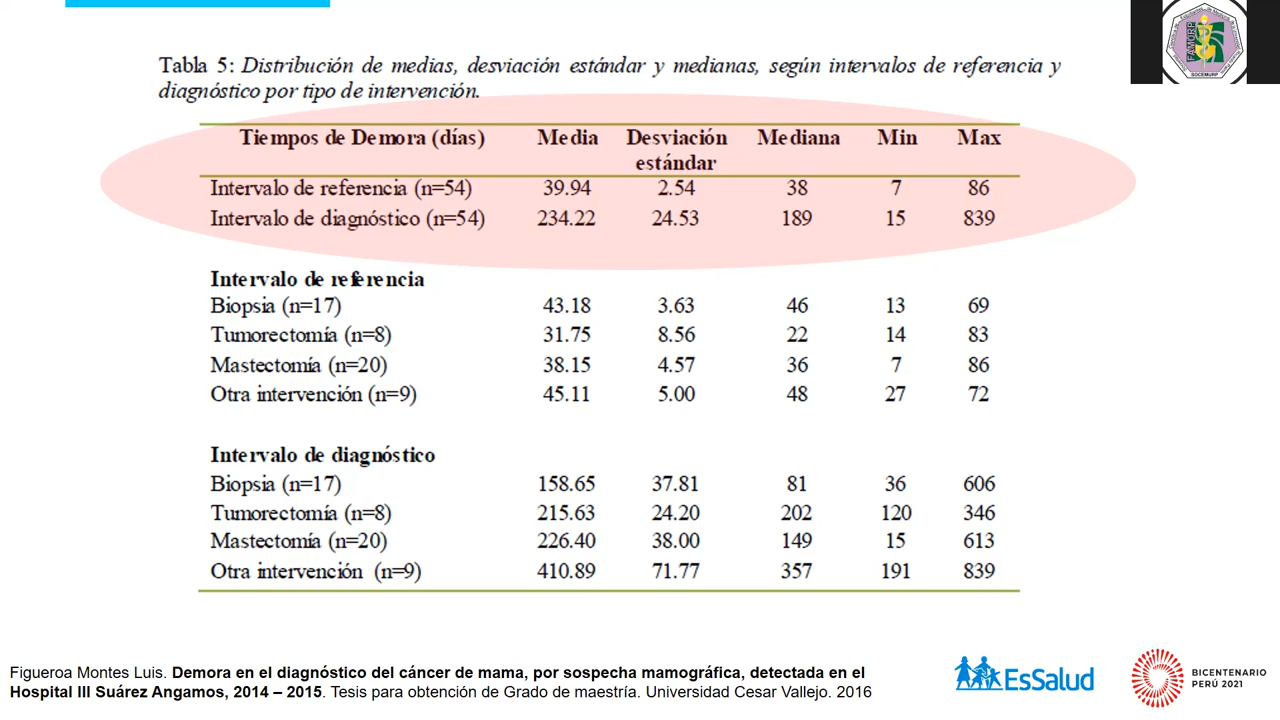 Tabla 5: Distribución de medias, desviación estándar y medianas, según intervalos de referencia y
diagnóstico por tipo de intervención.
Tiempos de Demora (días) Media Desviación estándar Mediana Min Max
Intervalo de referencia (n=54) 39.94 2.54 38 7 86
Intervalo de diagnóstico (n=54) 234.22 24.53 189 15 839
Intervalo de referencia
Biopsia (n=17) 43.18 3.63 46 13 69
Tumorectomía (n=8) 31.75 8.56 22 14 83
Mastectomía (n=20) 38.15 4.57 36 7 86
Otra intervención (n=9) 45.11 5.00 48 27 72
Intervalo de diagnóstico
Biopsia (n=17) 158.65 37.81 81 36 606
Tumorectomía (n=8) 215.63 24.20 202 120 346
Mastectomía (n=20) 226.40 38.00 149 15 613
Otra intervención (n=9) 410.89 71.77 357 191 839
Figueroa Montes Luis. Demora en el diagnóstico del cáncer de mama, por sospecha mamográfica, detectada en el
Hospital III Suárez Angamos, 2014 – 2015. Tesis para obtención de Grado de maestría. Universidad Cesar Vallejo. 2016
EsSalud
BICENTENARIO
PERÚ 2021
FAMURP
SOCEMURP